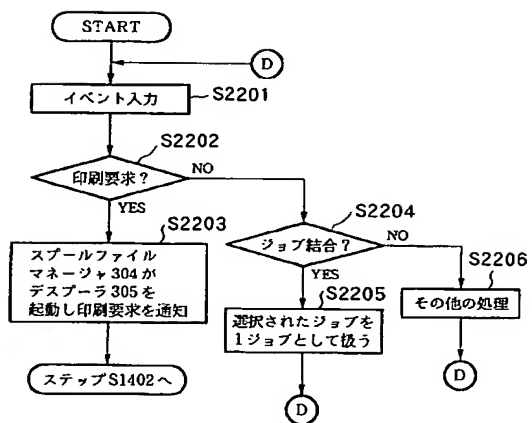 START
D
イベント入力
S2201
S2202
印刷要求?
NO
YES
S2203
スプールファイル
マネージャ304が
デスプーラ305を
起動し印刷要求を通知
ステップS1402へ
S2204
ジョブ結合?
NO
YES
S2205
選択されたジョブを
1ジョブとして扱う
D
S2206
その他の処理
D